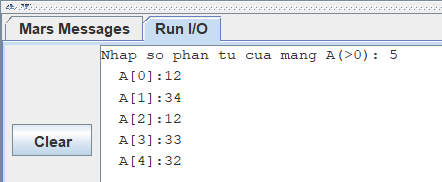 Mars Messages Run I/O
Nhap so phan tu cua mang A(>0): 5
A[0]:12
A[1]:34
A[2]:12
Clear
A[3]:33
A[4]:32